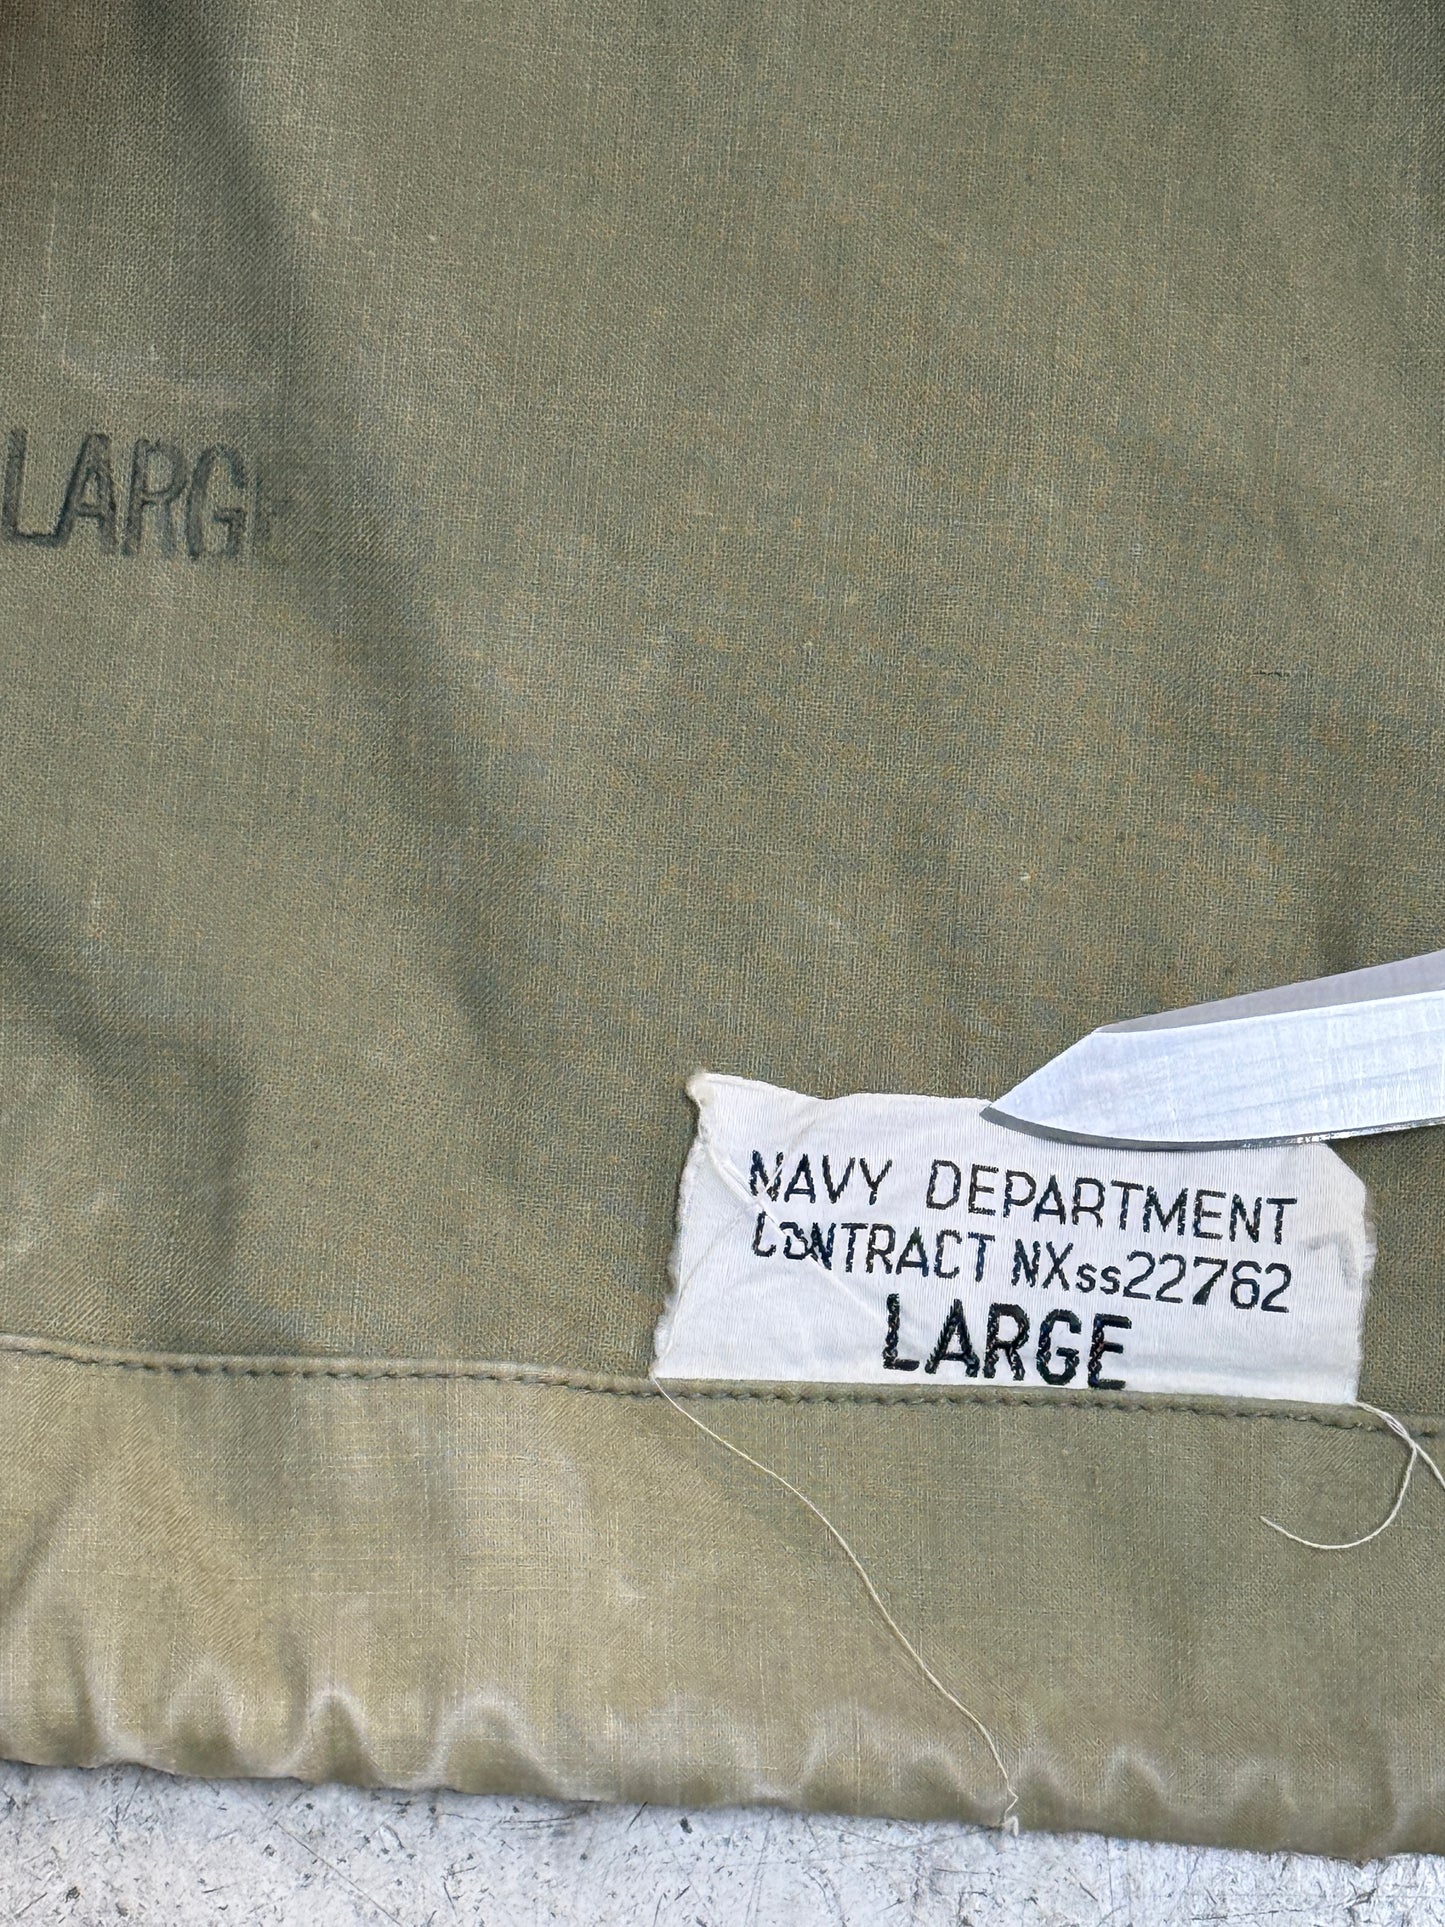 LARGE
NAVY DEPARTMENT
CONTRACT NXss22762
LARGE